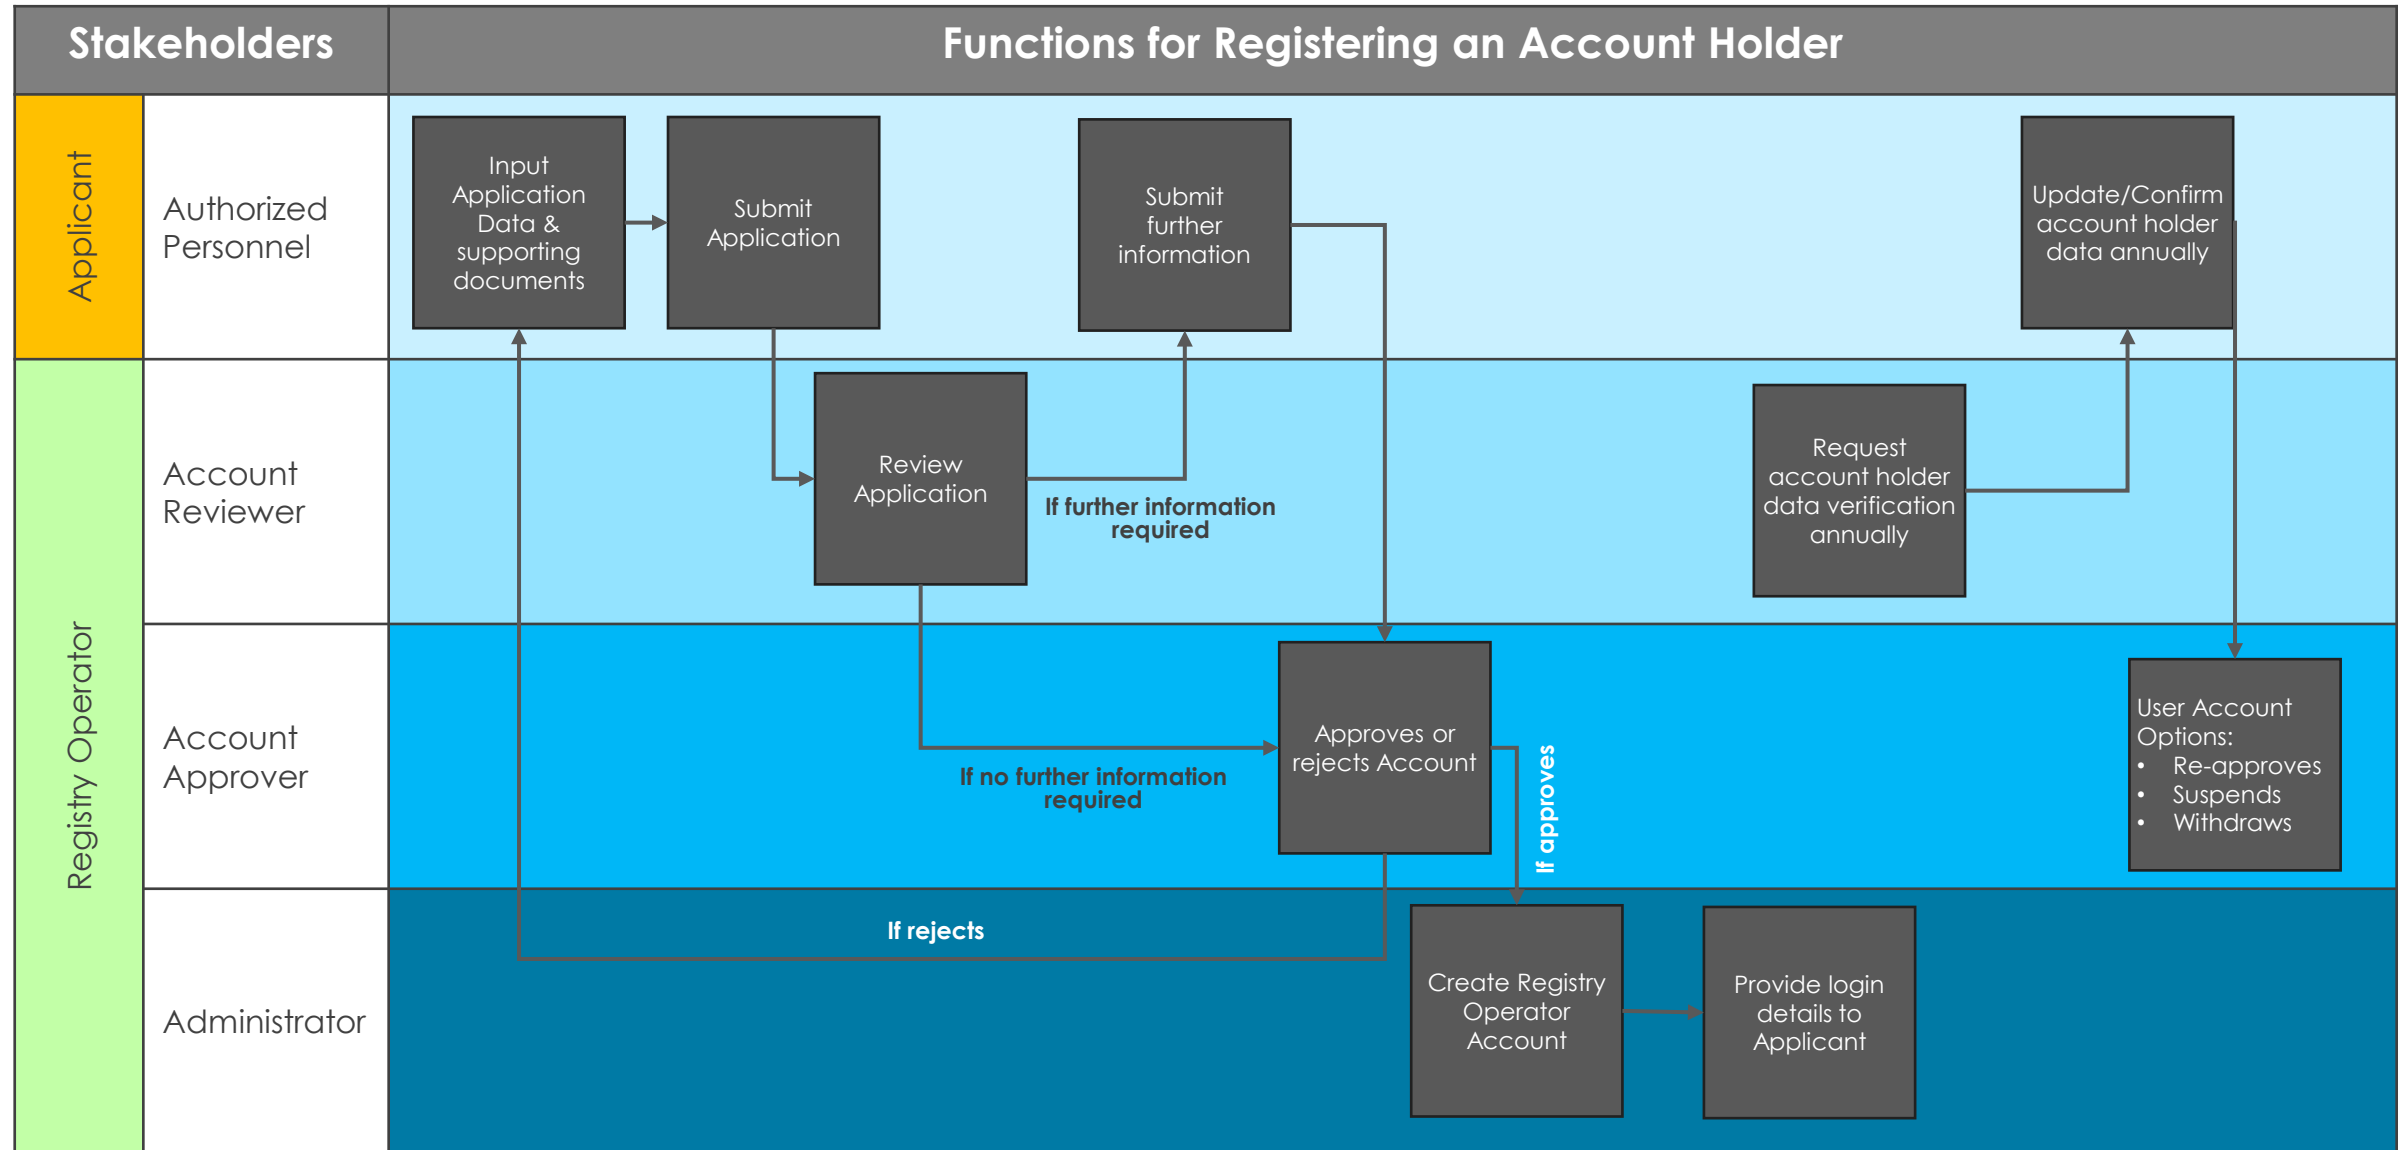 Stakeholders
Functions for Registering an Account Holder
Applicant
Authorized
Personnel
Input
Application
Data &
supporting
documents
Submit
Application
Submit
further
information
Update/Confirm
account holder
data annually
Registry Operator
Account
Reviewer
Review
Application
If further information
required
Request
account holder
data verification
annually
Account
Approver
If no further information
required
Approves or
rejects Account
If approves
User Account
Options:
• Re-approves
• Suspends
• Withdraws
Administrator
If rejects
Create Registry
Operator
Account
Provide login
details to
Applicant